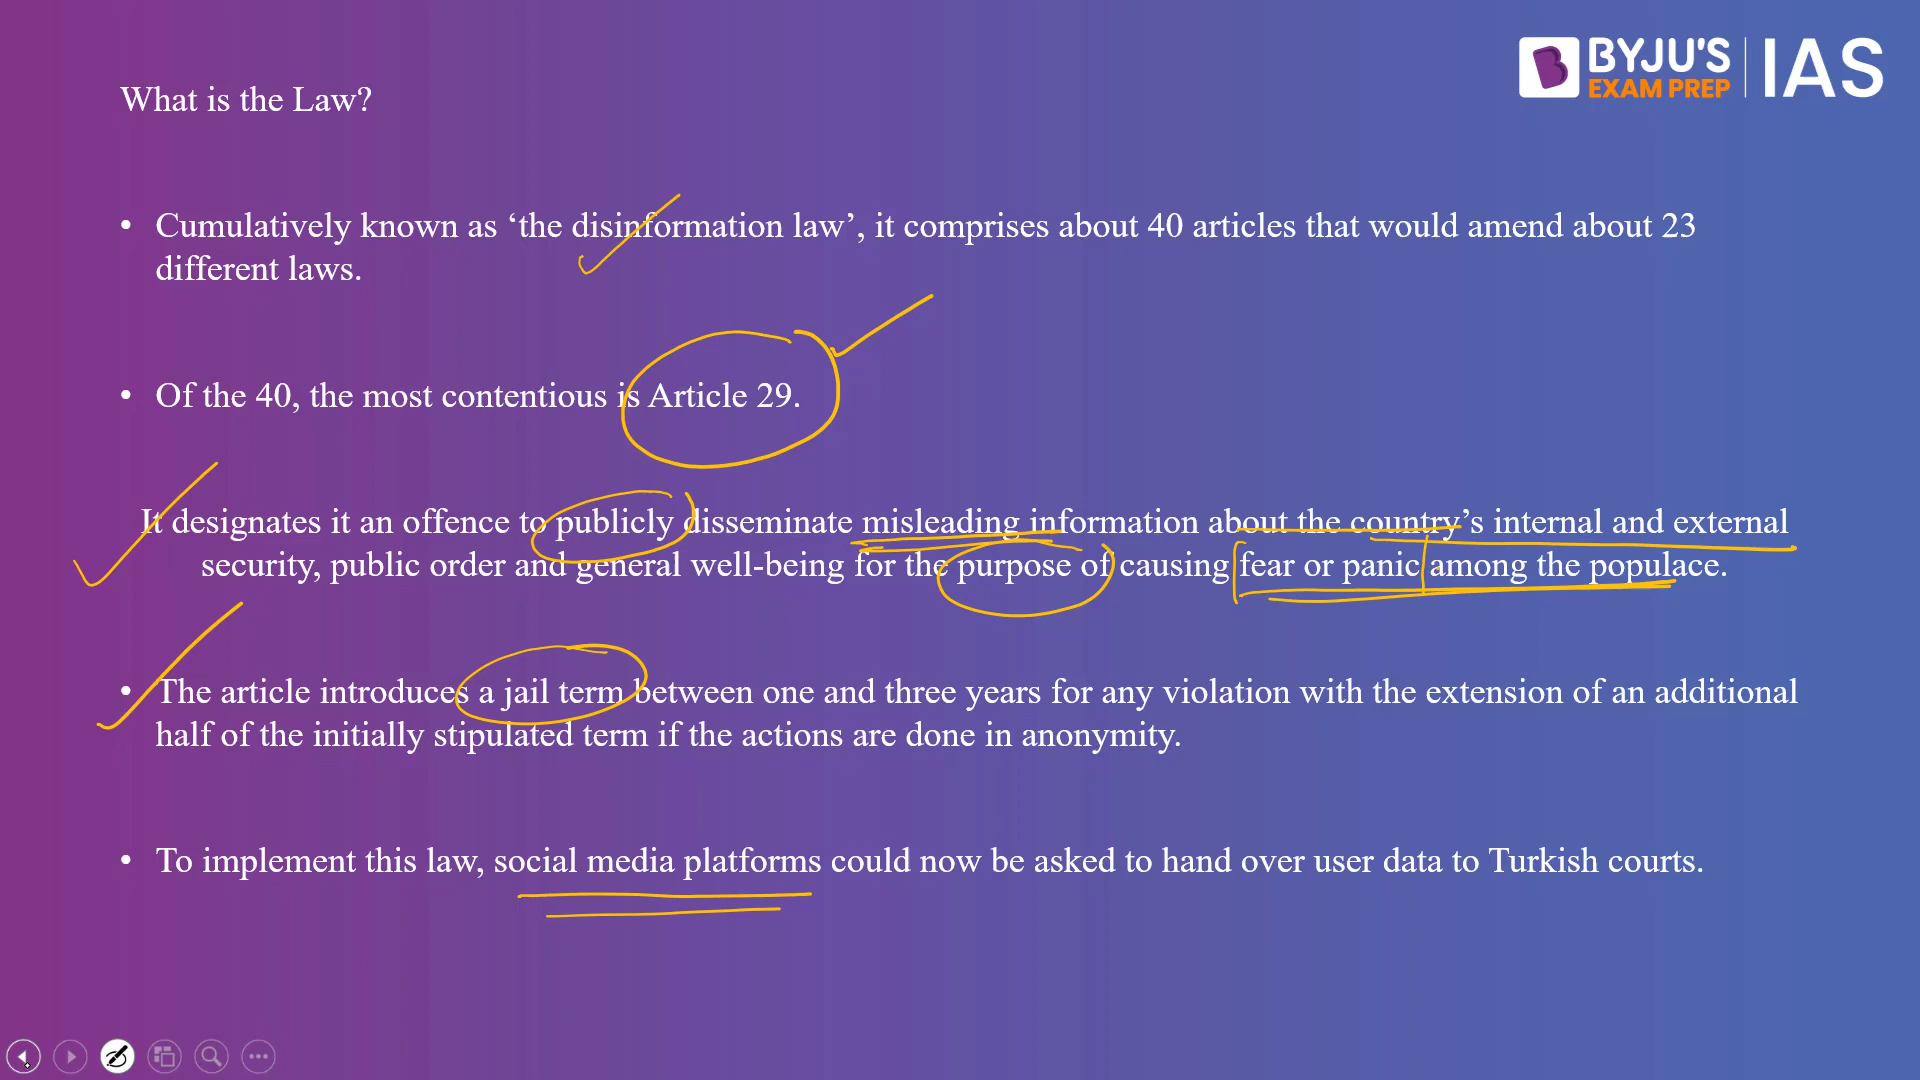 BYJU'S
EXAM PREP
IAS
What is the Law?
• Cumulatively known as ‘the disinformation law’, it comprises about 40 articles that would amend about 23
different laws.
• Of the 40, the most contentious is Article 29.
It designates it an offence to publicly disseminate misleading information about the country’s internal and external
security, public order and general well-being for the purpose of causing fear or panic among the populace.
• The article introduces a jail term between one and three years for any violation with the extension of an additional
half of the initially stipulated term if the actions are done in anonymity.
• To implement this law, social media platforms could now be asked to hand over user data to Turkish courts.